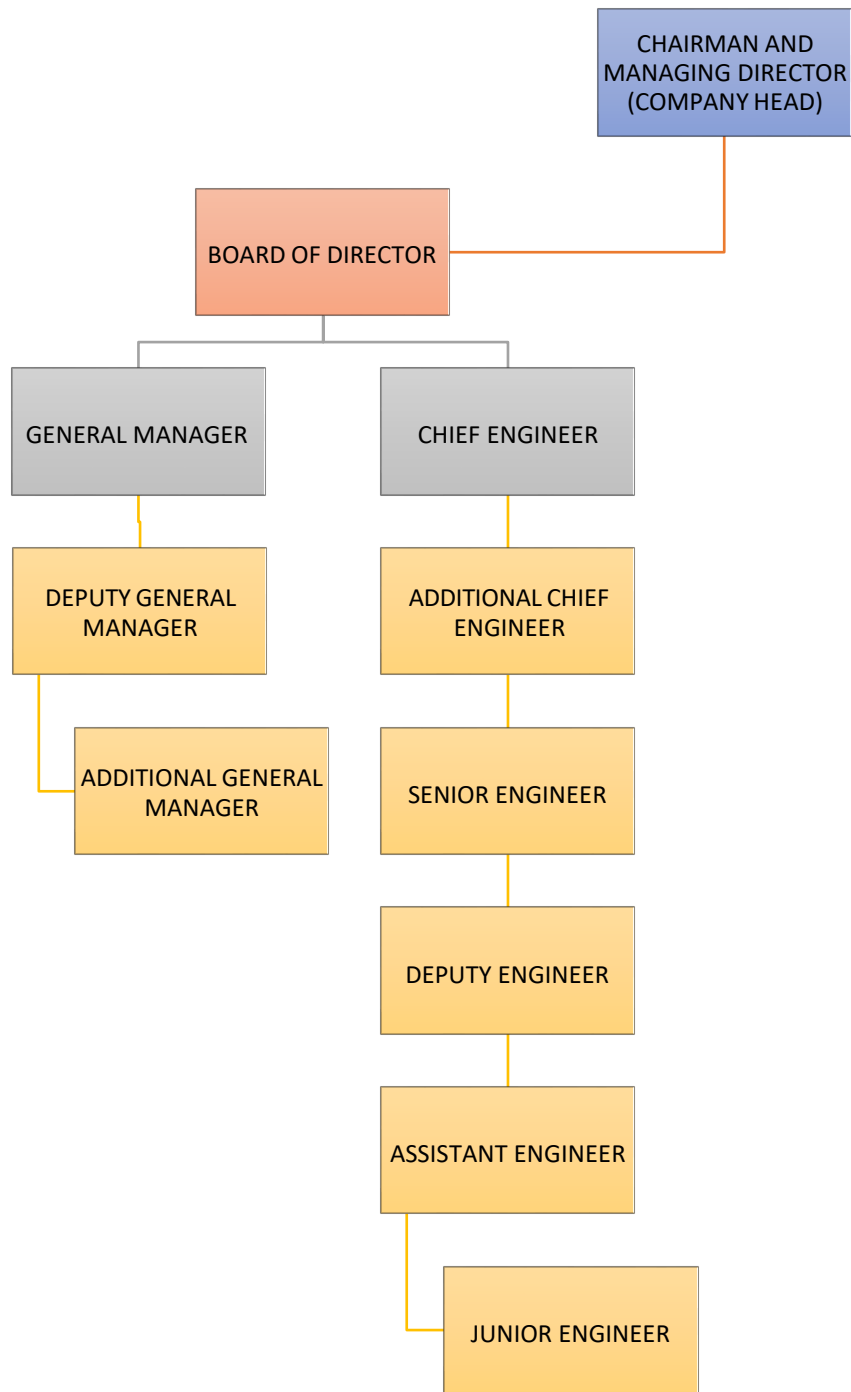 CHAIRMAN AND
MANAGING DIRECTOR
(COMPANY HEAD)
BOARD OF DIRECTOR
GENERAL MANAGER
CHIEF ENGINEER
DEPUTY GENERAL
MANAGER
ADDITIONAL CHIEF
ENGINEER
ADDITIONAL GENERAL
MANAGER
SENIOR ENGINEER
DEPUTY ENGINEER
ASSISTANT ENGINEER
JUNIOR ENGINEER